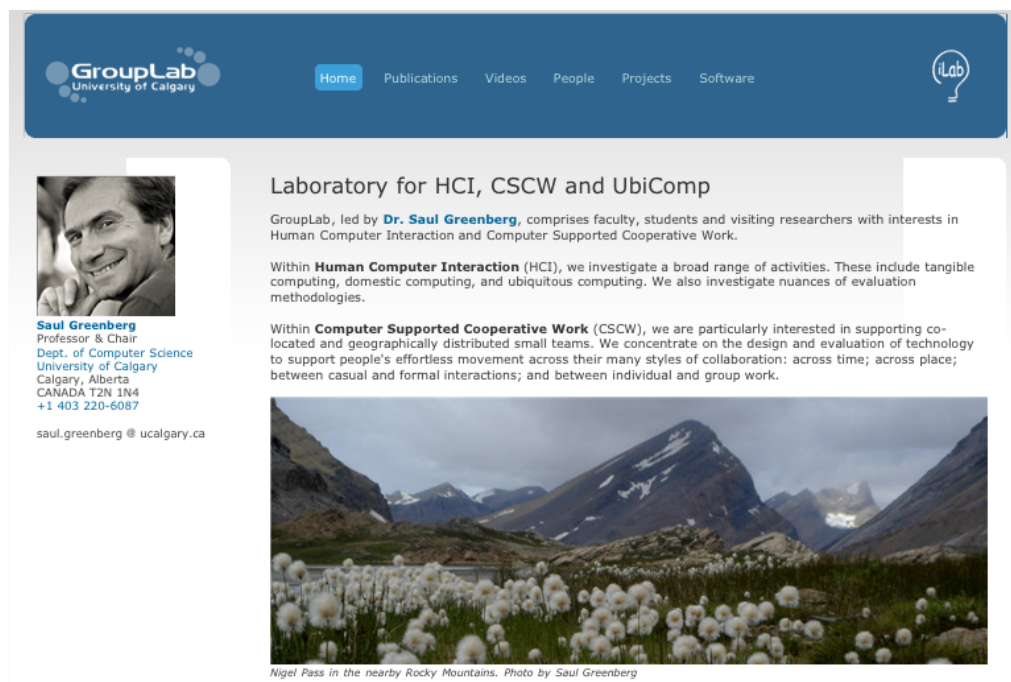 GroupLab
University of Calgary
Home Publications Videos People Projects Software
iLab
Saul Greenberg
Professor & Chair
Dept. of Computer Science
University of Calgary
Calgary, Alberta
CANADA T2N 1N4
+1 403 220-6087
saul.greenberg @ ucalgary.ca
Laboratory for HCI, CSCW and UbiComp
GroupLab, led by Dr. Saul Greenberg, comprises faculty, students and visiting researchers with interests in
Human Computer Interaction and Computer Supported Cooperative Work.
Within Human Computer Interaction (HCI), we investigate a broad range of activities. These include tangible
computing, domestic computing, and ubiquitous computing. We also investigate nuances of evaluation
methodologies.
Within Computer Supported Cooperative Work (CSCW), we are particularly interested in supporting co-
located and geographically distributed small teams. We concentrate on the design and evaluation of technology
to support people's effortless movement across their many styles of collaboration: across time; across place;
between casual and formal interactions; and between individual and group work.
Nigel Pass in the nearby Rocky Mountains. Photo by Saul Greenberg